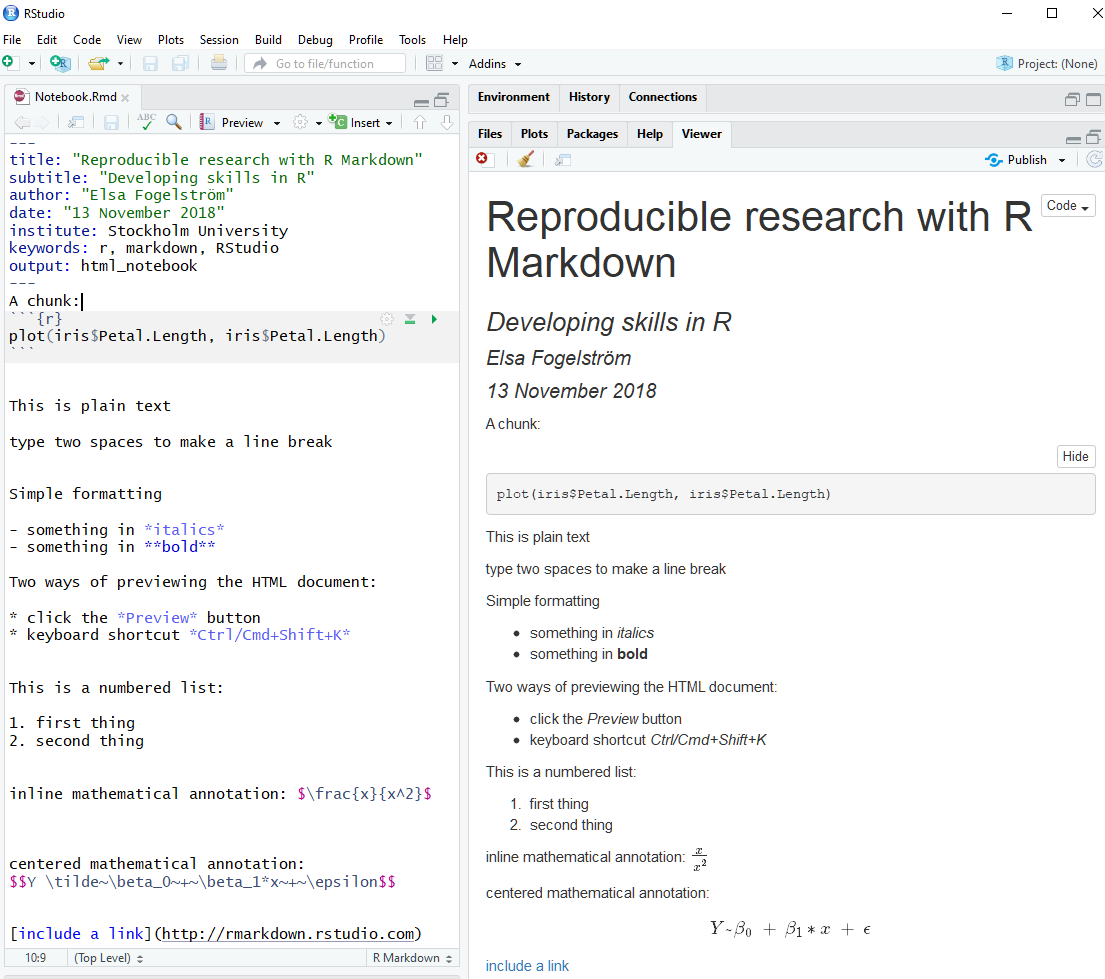 RStudio
File Edit Code View Plots Session Build Debug Profile Tools Help
Go to file/function Addins Project: (None)
Notebook.Rmd
ABC Preview Insert
---
title: "Reproducible research with R Markdown"
subtitle: "Developing skills in R"
author: "Elsa Fogelström"
date: "13 November 2018"
institute: Stockholm University
keywords: r, markdown, RStudio
output: html_notebook
---
A chunk:
```{r}
plot(iris$Petal.Length, iris$Petal.Length)
```
This is plain text
type two spaces to make a line break
Simple formatting
- something in *italics*
- something in **bold**
Two ways of previewing the HTML document:
* click the *Preview* button
* keyboard shortcut *Ctrl/Cmd+Shift+K*
This is a numbered list:
1. first thing
2. second thing
inline mathematical annotation: $\frac{x}{x^2}$
centered mathematical annotation:
$$Y \tilde~\beta_0~+~\beta_1*x~+~\epsilon$$
[include a link](http://rmarkdown.rstudio.com)
10:9 (Top Level) R Markdown
Environment History Connections
Files Plots Packages Help Viewer
Publish
Code
Reproducible research with R
Markdown
Developing skills in R
Elsa Fogelström
13 November 2018
A chunk:
Hide
plot(iris$Petal.Length, iris$Petal.Length)
This is plain text
type two spaces to make a line break
Simple formatting
• something in italics
• something in bold
Two ways of previewing the HTML document:
• click the Preview button
• keyboard shortcut Ctrl/Cmd+Shift+K
This is a numbered list:
1. first thing
2. second thing
inline mathematical annotation: x/x²
centered mathematical annotation:
Y~β₀ + β₁ * x + ϵ
include a link